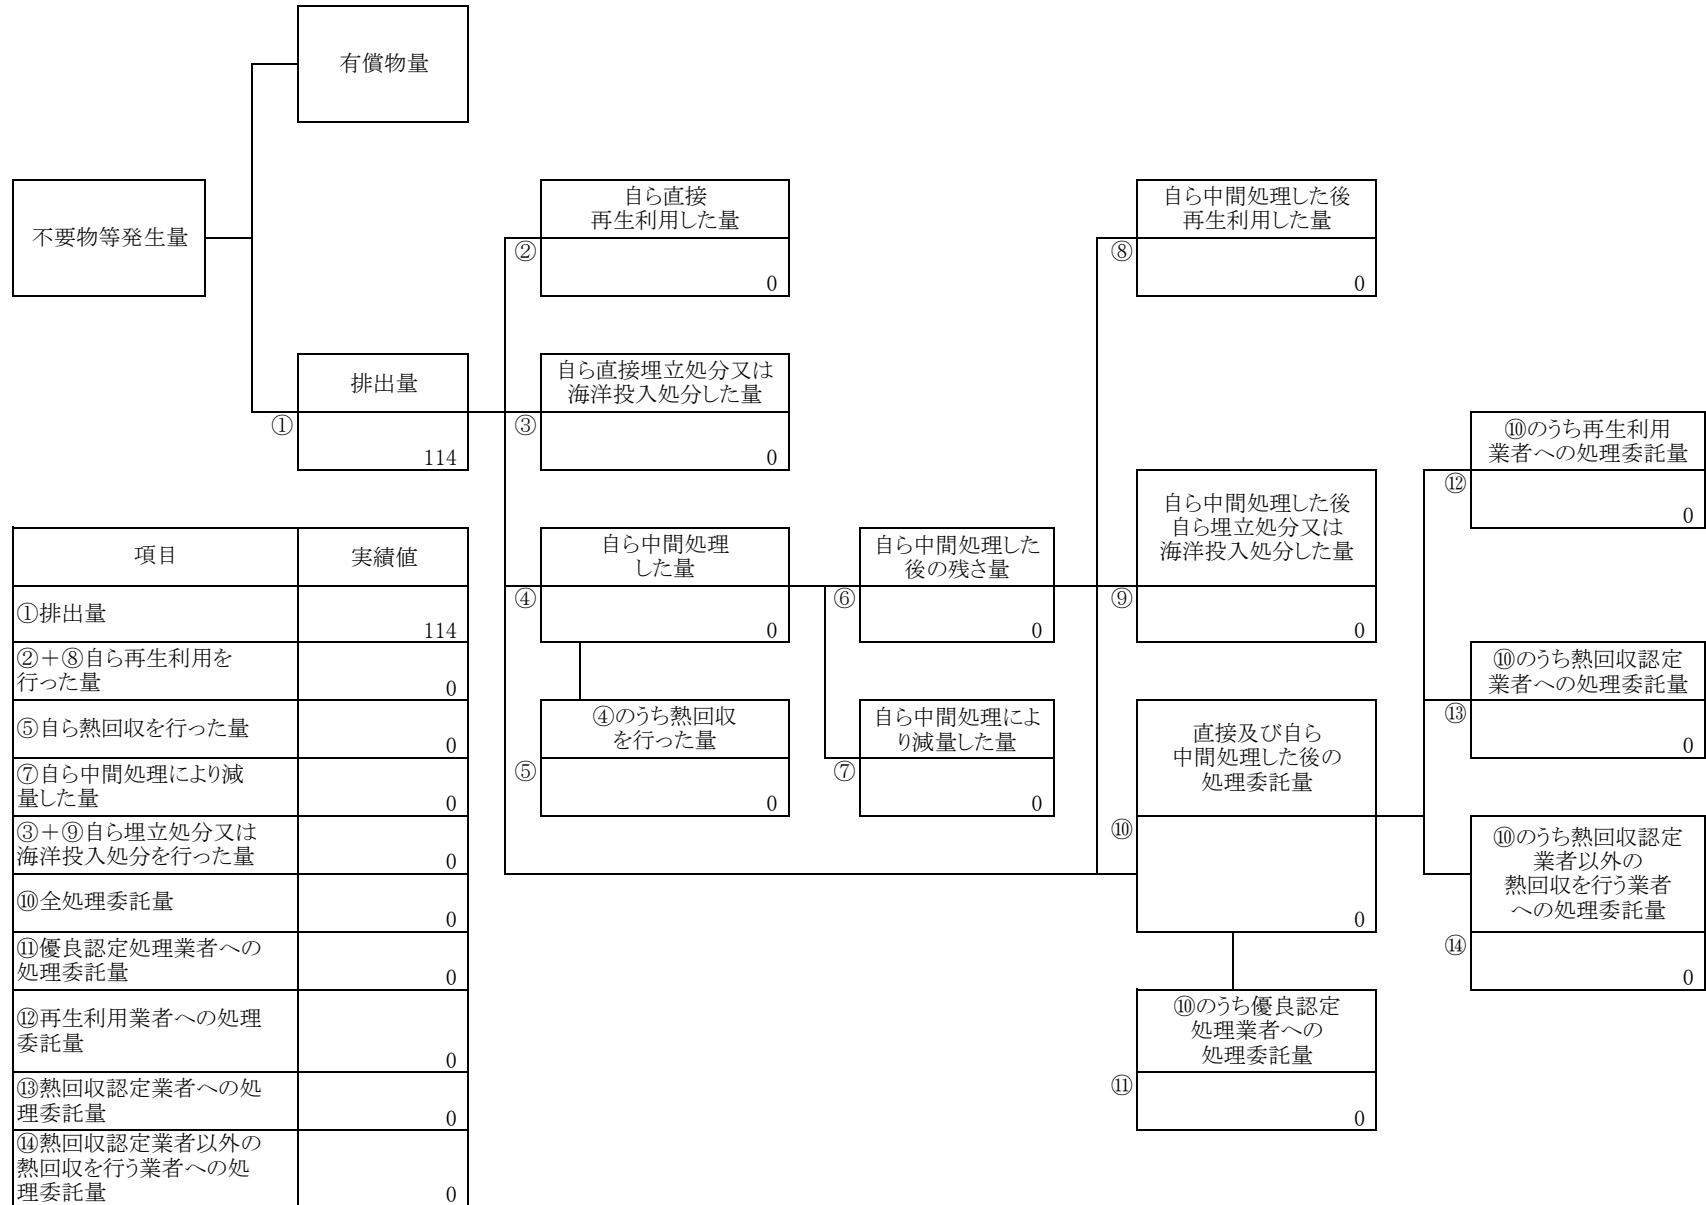 有償物量
不要物等発生量
排出量
①
114
自ら直接
再生利用した量
②
0
自ら直接埋立処分又は
海洋投入処分した量
③
0
自ら中間処理
した量
④
0
④のうち熱回収
を行った量
⑤
0
自ら中間処理した
後の残さ量
⑥
0
自ら中間処理によ
り減量した量
⑦
0
自ら中間処理した後
再生利用した量
⑧
0
自ら中間処理した後
自ら埋立処分又は
海洋投入処分した量
⑨
0
直接及び自ら
中間処理した後の
処理委託量
⑩
0
⑩のうち優良認定
処理業者への
処理委託量
⑪
0
⑩のうち再生利用
業者への処理委託量
⑫
0
⑩のうち熱回収認定
業者への処理委託量
⑬
0
⑩のうち熱回収認定
業者以外の
熱回収を行う業者
への処理委託量
⑭
0
項目 実績値
①排出量
114
②+⑧自ら再生利用を
行った量
0
⑤自ら熱回収を行った量
0
⑦自ら中間処理により減
量した量
0
③+⑨自ら埋立処分又は
海洋投入処分を行った量
0
⑩全処理委託量
0
⑪優良認定処理業者への
処理委託量
0
⑫再生利用業者への処理
委託量
0
⑬熱回収認定業者への処
理委託量
0
⑭熱回収認定業者以外の
熱回収を行う業者への処
理委託量
0